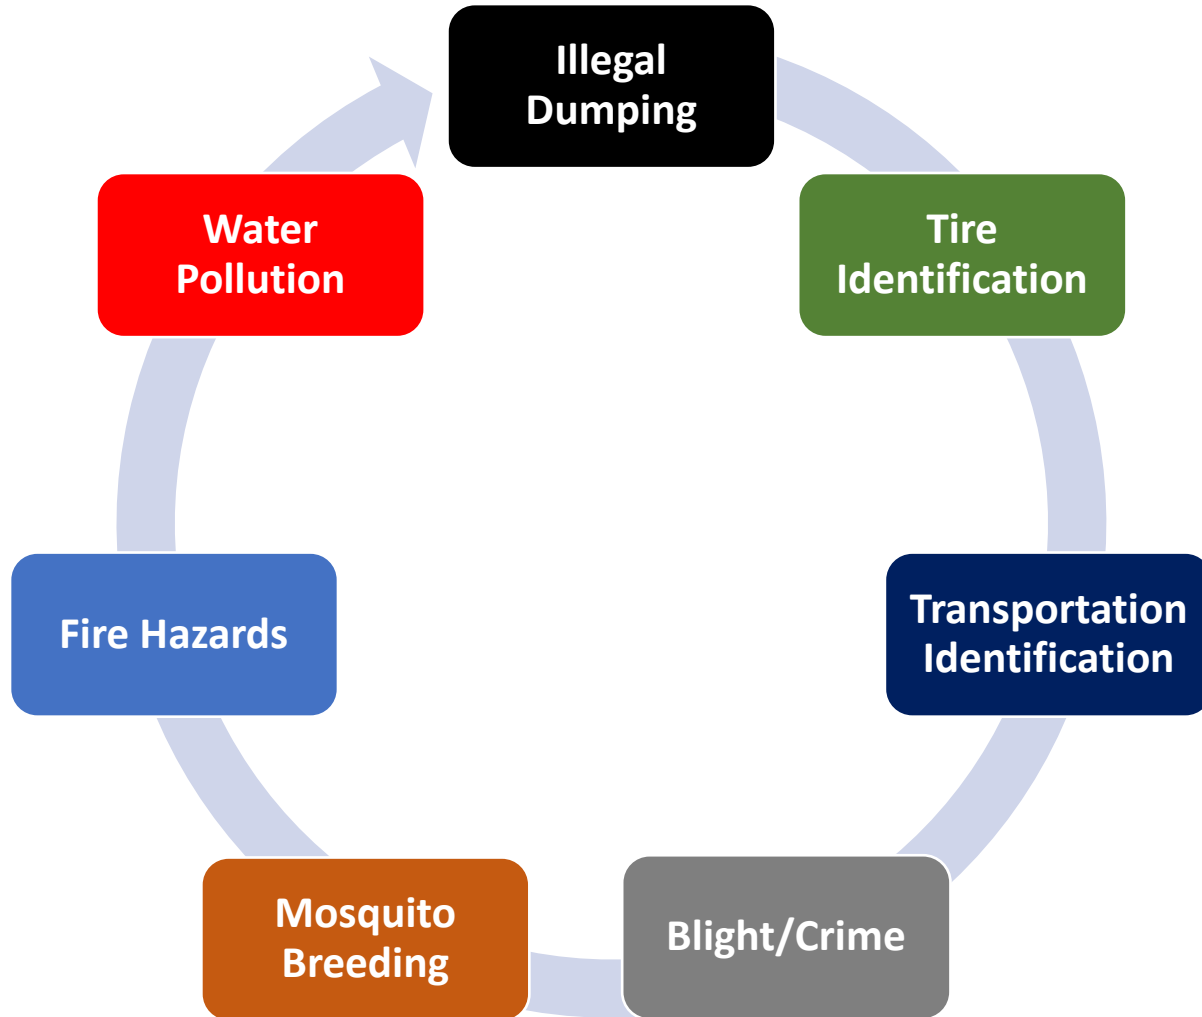 Illegal
Dumping
Tire
Identification
Transportation
Identification
Blight/Crime
Mosquito
Breeding
Fire Hazards
Water
Pollution